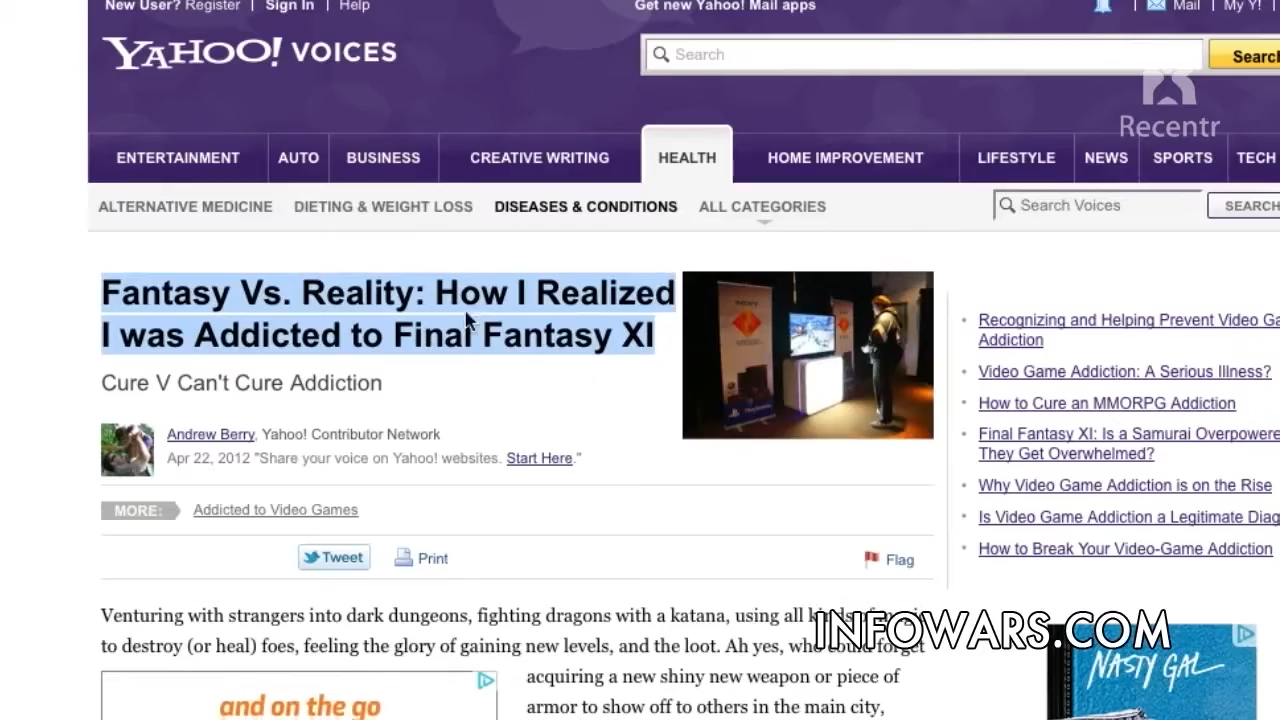 New User? Register | Sign In | Help
Get new Yahoo! Mail apps
Mail | My Y!
YAHOO! VOICES
Search
Search
Recentr
ENTERTAINMENT AUTO BUSINESS CREATIVE WRITING HEALTH HOME IMPROVEMENT LIFESTYLE NEWS SPORTS TECH
ALTERNATIVE MEDICINE DIETING & WEIGHT LOSS DISEASES & CONDITIONS ALL CATEGORIES
Search Voices
SEARCH
Fantasy Vs. Reality: How I Realized
I was Addicted to Final Fantasy XI
Cure V Can't Cure Addiction
Andrew Berry, Yahoo! Contributor Network
Apr 22, 2012 "Share your voice on Yahoo! websites. Start Here."
MORE: Addicted to Video Games
Tweet Print Flag
Venturing with strangers into dark dungeons, fighting dragons with a katana, using all kinds of
to destroy (or heal) foes, feeling the glory of gaining new levels, and the loot. Ah yes, who could forget
acquiring a new shiny new weapon or piece of
armor to show off to others in the main city,
and on the go
Recognizing and Helping Prevent Video
Addiction
Video Game Addiction: A Serious Illness?
How to Cure an MMORPG Addiction
Final Fantasy XI: Is a Samurai Overpowere
They Get Overwhelmed?
Why Video Game Addiction is on the Rise
Is Video Game Addiction a Legitimate Diag
How to Break Your Video-Game Addiction
INFOWARS.COM
NASTY GAL